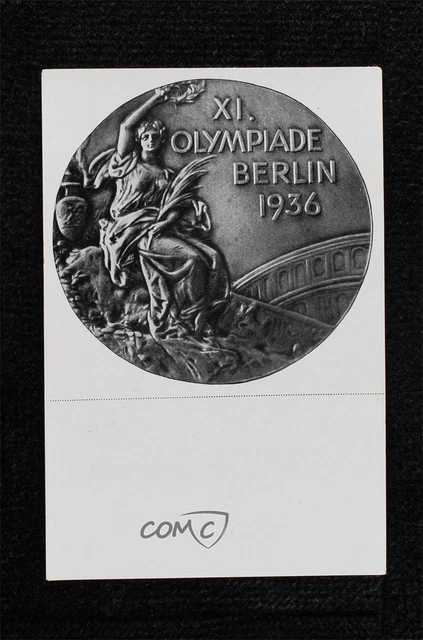 XI.
OLYMPIADE
BERLIN
1936
COMC